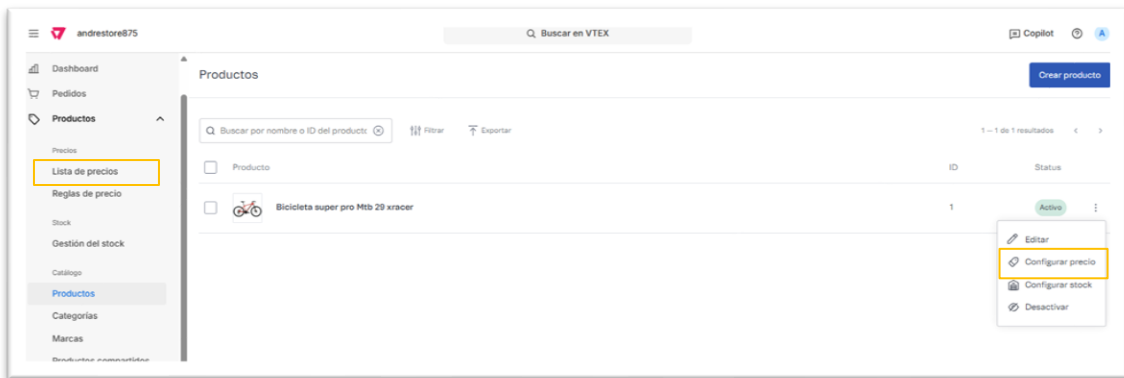 andrestore875
Buscar en VTEX
Copilot
A
Dashboard
Pedidos
Productos
Precios
Lista de precios
Reglas de precio
Stock
Gestión del stock
Catálogo
Productos
Categorías
Marcas
Productos compartidos
Productos
Crear producto
Buscar por nombre o ID del producto
Filtrar
Exportar
1 – 1 de 1 resultados
Producto
ID
Status
Bicicleta super pro Mtb 29 xracer
1
Activo
Editar
Configurar precio
Configurar stock
Desactivar